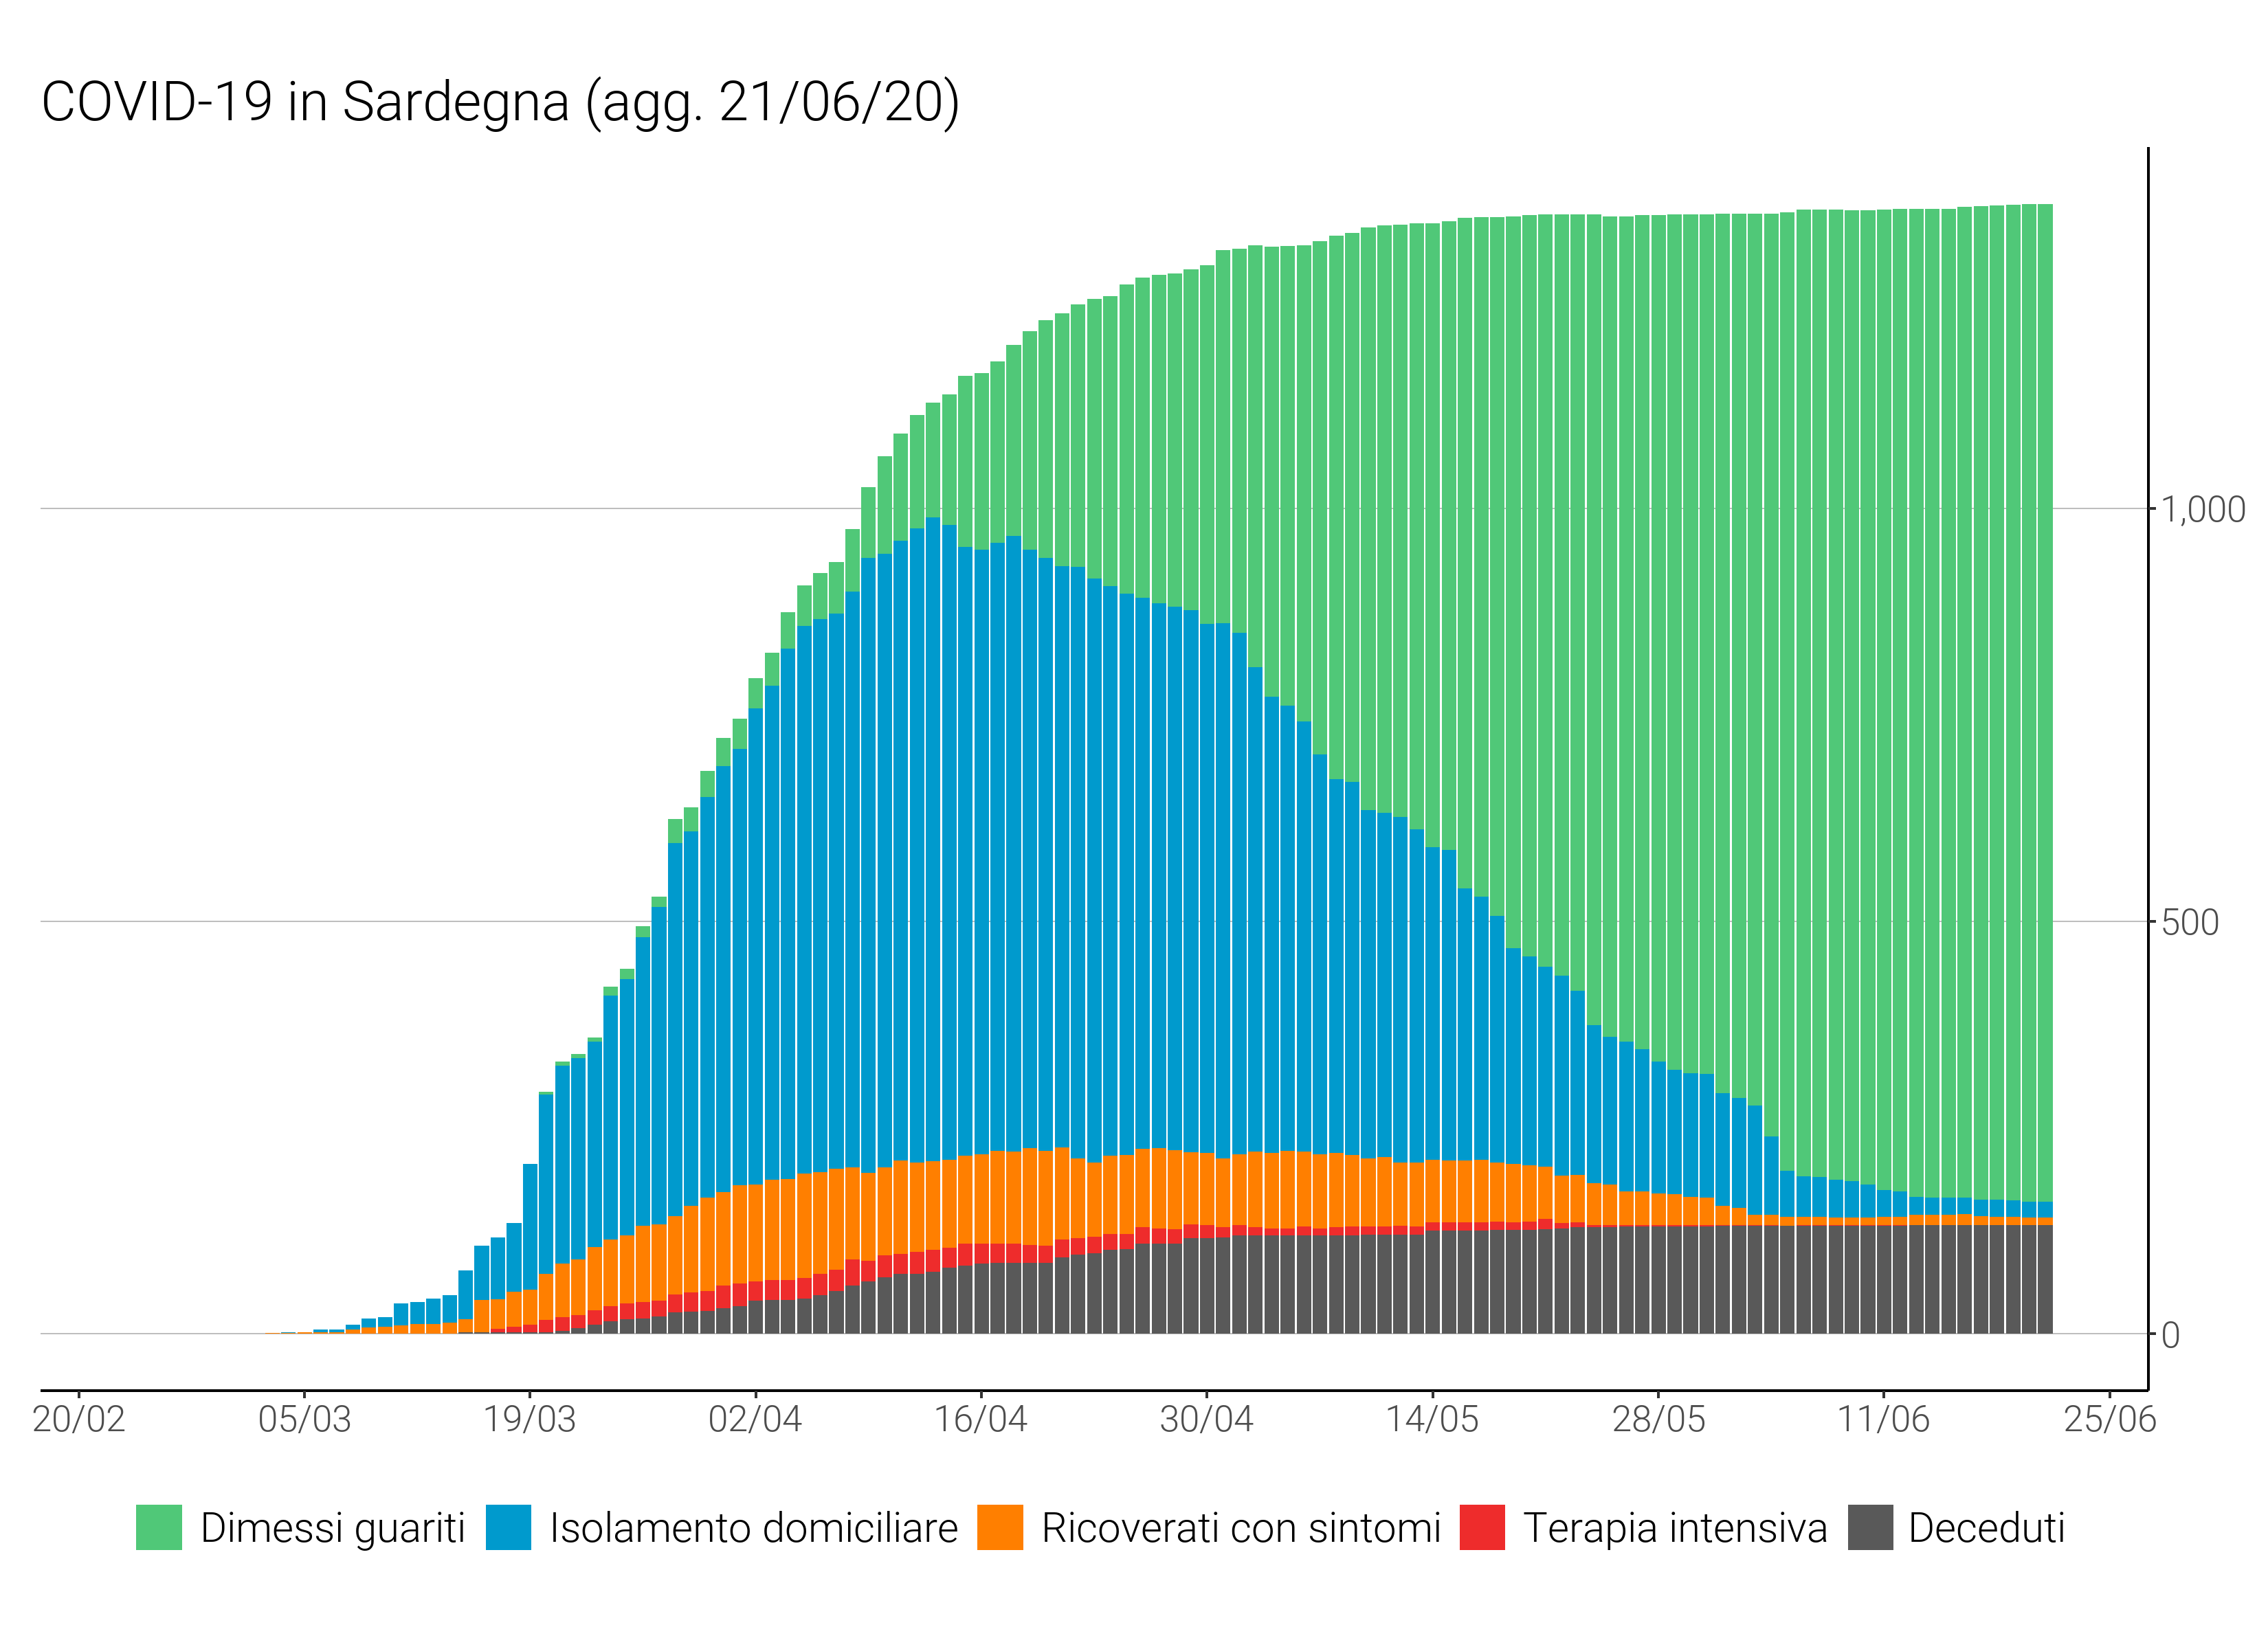 COVID-19 in Sardegna (agg. 21/06/20)
1,000
500
0
20/02 05/03 19/03 02/04 16/04 30/04 14/05 28/05 11/06 25/06
Dimessi guariti Isolamento domiciliare Ricoverati con sintomi Terapia intensiva Deceduti